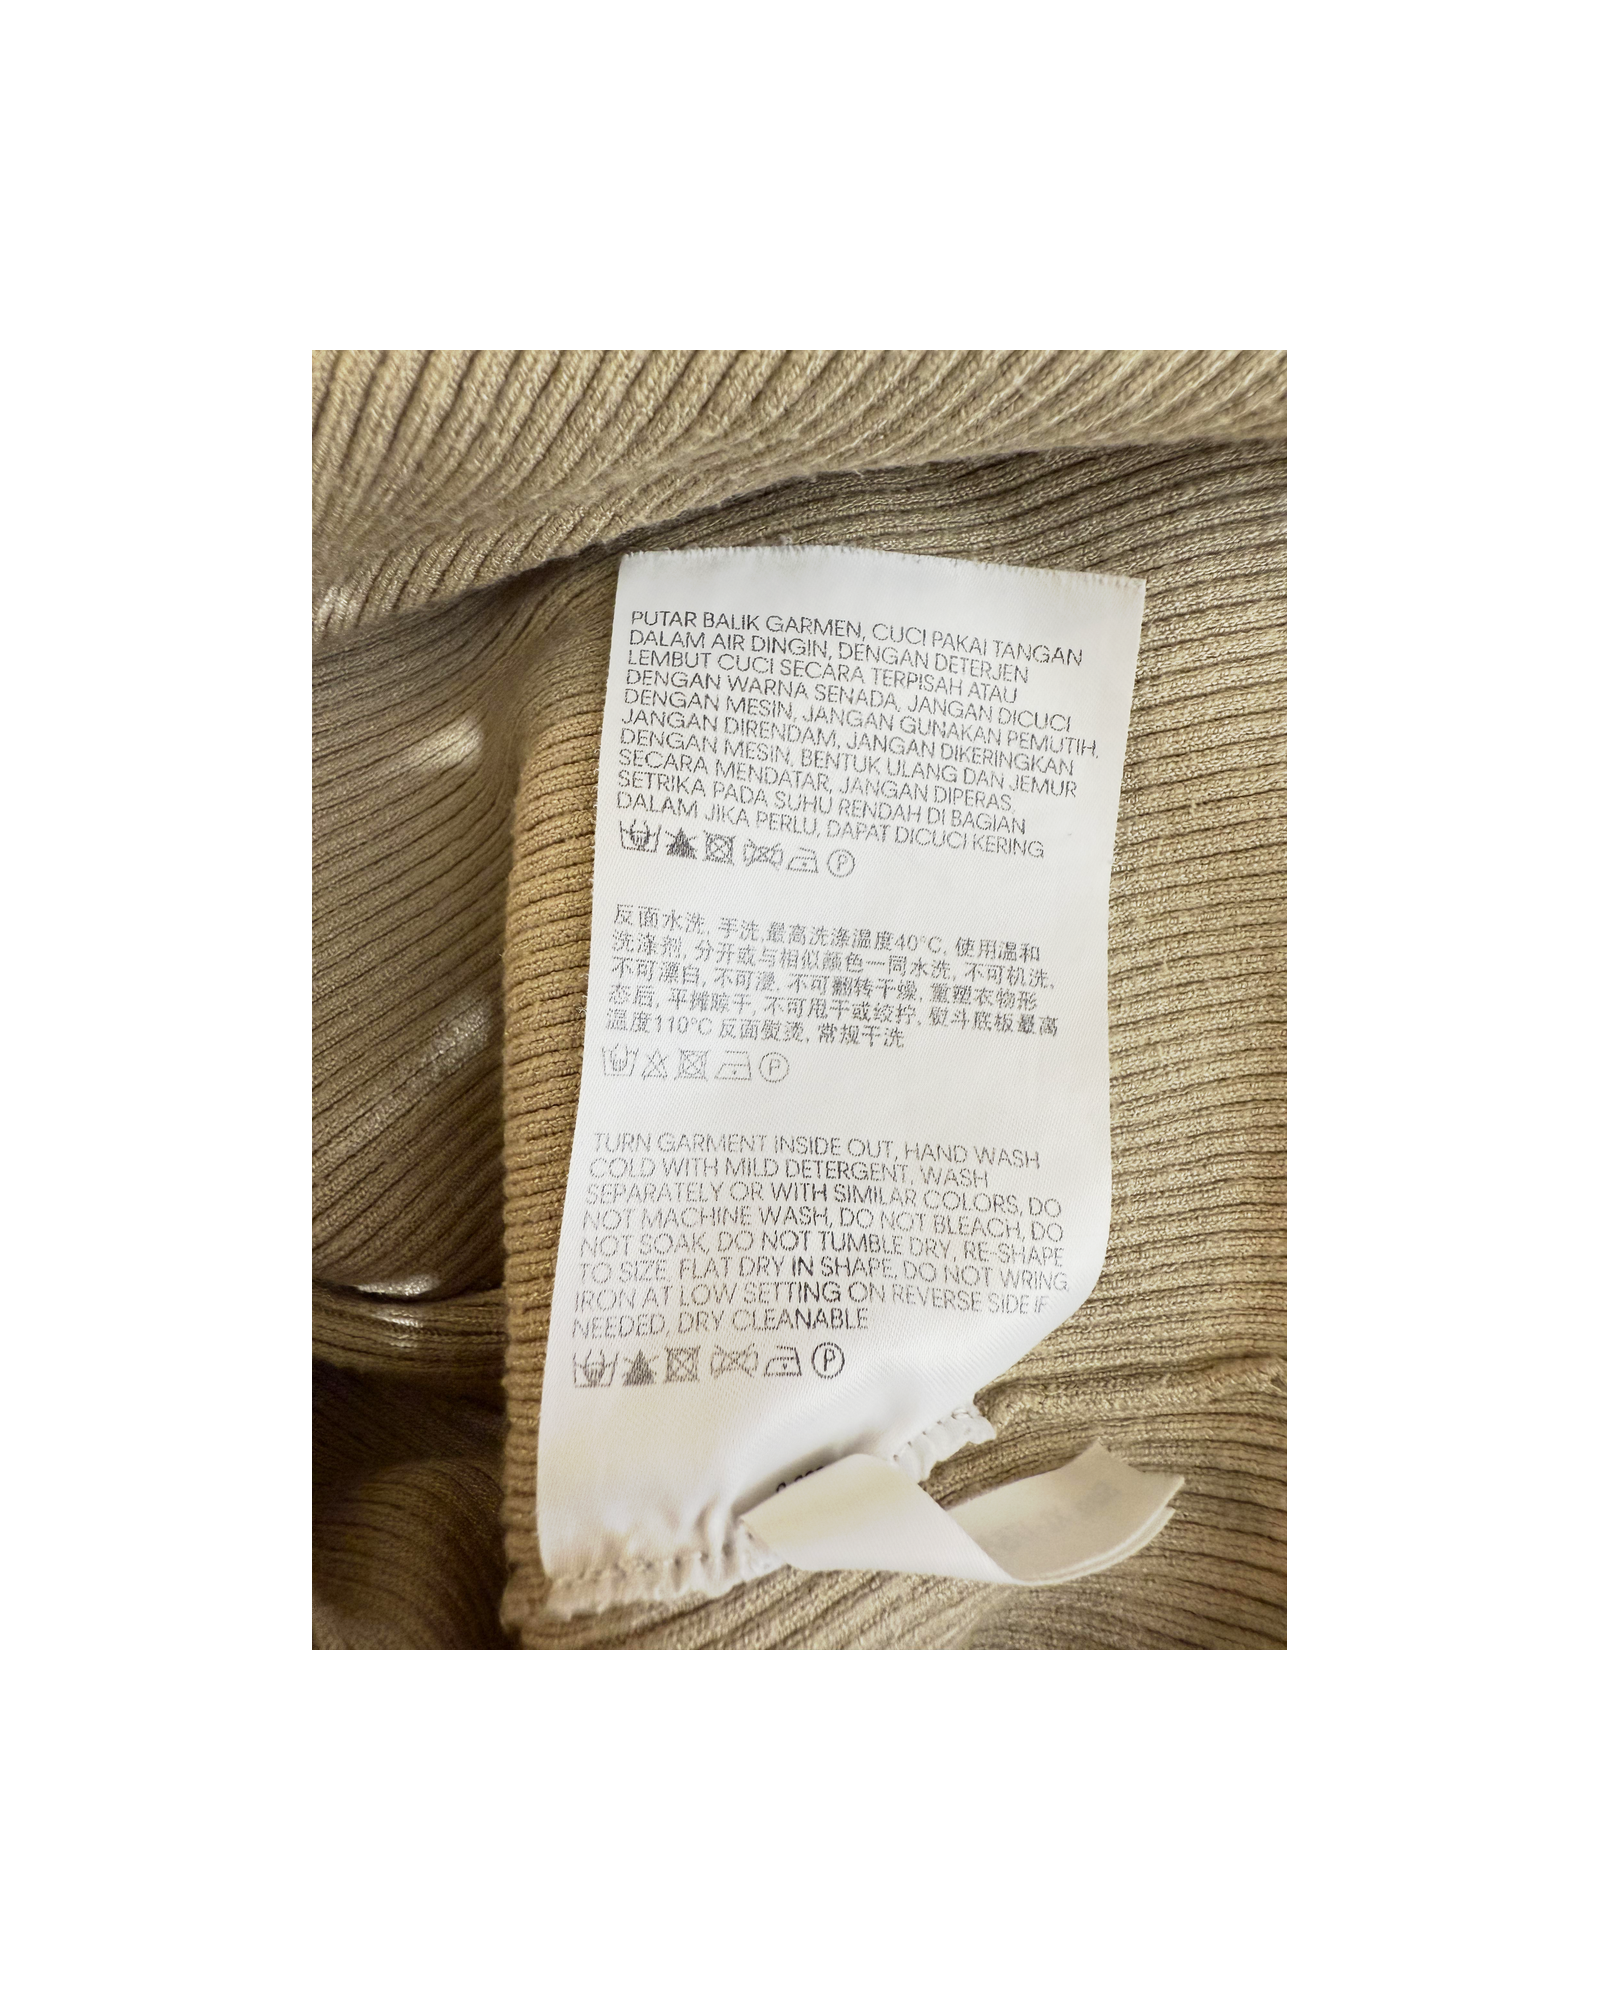 PUTAR BALIK GARMEN, CUCI PAKAI TANGAN
DALAM AIR DINGIN, DENGAN DETERJEN
LEMBUT CUCI SECARA TERPISAH ATAU
DENGAN WARNA SENADA, JANGAN DICUCI
DENGAN MESIN, JANGAN GUNAKAN PEMUTIH,
JANGAN DIRENDAM, JANGAN DIKERINGKAN
DENGAN MESIN, BENTUK ULANG DAN JEMUR
SECARA MENDATAR, JANGAN DIPERAS,
SETRIKA PADA SUHU RENDAH DI BAGIAN
DALAM JIKA PERLU, DAPAT DICUCI KERING
P
反面水洗, 手洗,最高洗涤温度40°C, 使用温和
洗涤剂, 分开或与相似颜色一同水洗, 不可机洗,
不可漂白, 不可浸, 不可翻转干燥, 重塑衣物形
态后, 平摊晾干, 不可甩干或绞拧, 熨斗底板最高
温度110°C 反面熨烫, 常规干洗
P
TURN GARMENT INSIDE OUT, HAND WASH
COLD WITH MILD DETERGENT, WASH
SEPARATELY OR WITH SIMILAR COLORS, DO
NOT MACHINE WASH, DO NOT BLEACH, DO
NOT SOAK, DO NOT TUMBLE DRY, RE-SHAPE
TO SIZE, FLAT DRY IN SHAPE, DO NOT WRING,
IRON AT LOW SETTING ON REVERSE SIDE IF
NEEDED, DRY CLEANABLE
P